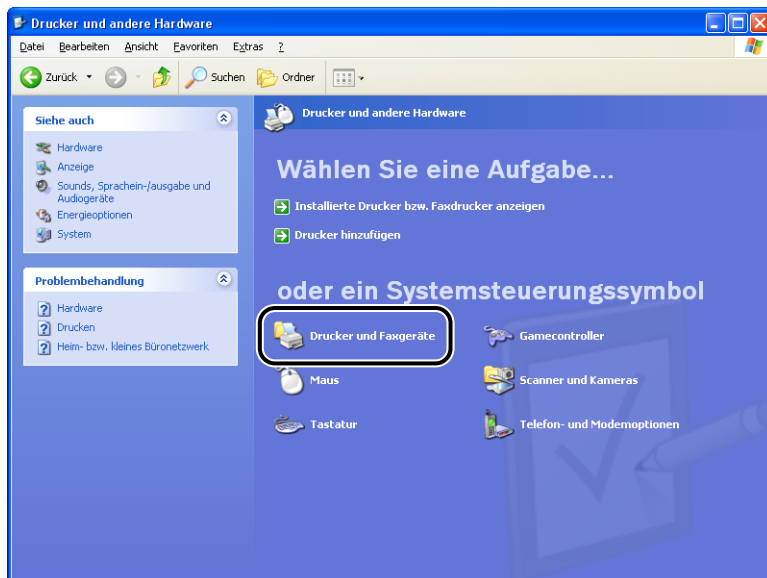 Drucker und andere Hardware
Datei Bearbeiten Ansicht Favoriten Extras ?
Zurück Suchen Ordner
Siehe auch
Hardware
Anzeige
Sounds, Sprachein-/ausgabe und
Audiogeräte
Energieoptionen
System
Problembehandlung
Hardware
Drucken
Heim- bzw. kleines Büronetzwerk
Drucker und andere Hardware
Wählen Sie eine Aufgabe...
Installierte Drucker bzw. Faxdrucker anzeigen
Drucker hinzufügen
oder ein Systemsteuerungssymbol
Drucker und Faxgeräte Gamecontroller
Maus Scanner und Kameras
Tastatur Telefon- und Modemoptionen